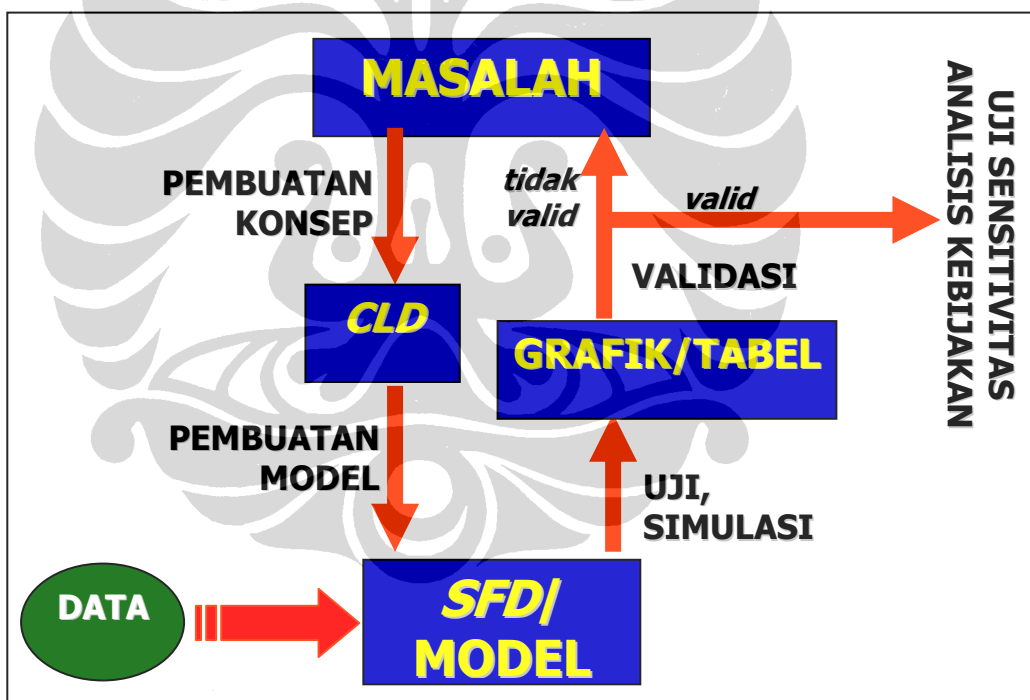 MASALAH
PEMBUATAN
KONSEP
tidak
valid
valid
UJI SENSITIVITAS
ANALISIS KEBIJAKAN
VALIDASI
CLD
GRAFIK/TABEL
PEMBUATAN
MODEL
UJI,
SIMULASI
DATA
SFD|
MODEL